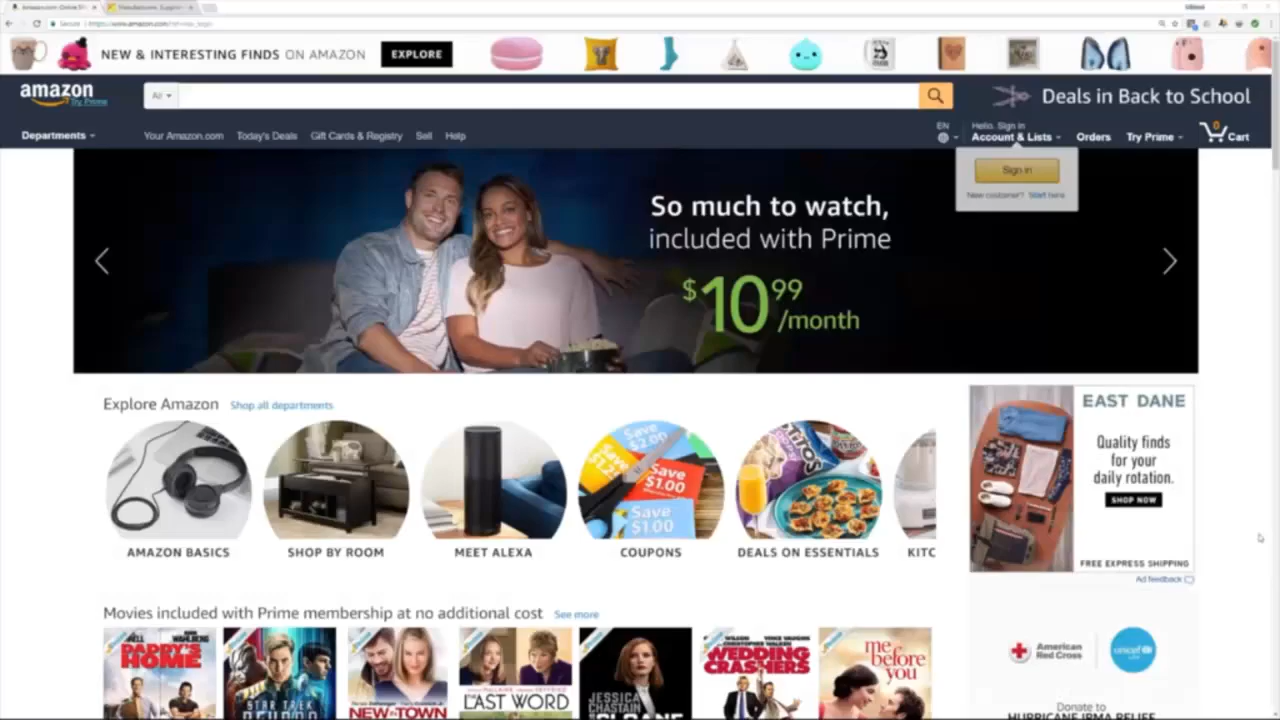 Secure
NEW & INTERESTING FINDS ON AMAZON
EXPLORE
amazon
Try Prime
All
Deals in Back to School
Departments
Your Amazon.com Today's Deals Gift Cards & Registry Sell Help
EN
Hello. Sign in
Account & Lists
Orders
Try Prime
0
Cart
Sign in
New customer? Start here.
So much to watch,
included with Prime
$10.99
/month
Explore Amazon Shop all departments
Save
$2.00
Save
$1.00
Save
$1.00
AMAZON BASICS
SHOP BY ROOM
MEET ALEXA
COUPONS
DEALS ON ESSENTIALS
KITC
EAST DANE
Quality finds
for your
daily rotation.
SHOP NOW
FREE EXPRESS SHIPPING
Ad feedback
Movies included with Prime membership at no additional cost See more
DADDY'S
HOME
STAR TREK
BEYOND
NEW IN TOWN
THE LAST WORD
JESSICA
CHASTAIN
WEDDING
CRASHERS
me
before
you
American
Red Cross
unicef
Donate to
HURRICANE IRMA RELIEF